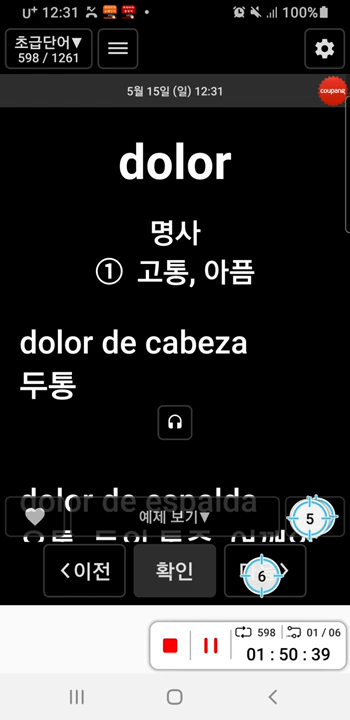 U⁺ 12:31 100%
초급단어▼
598 / 1261
5월 15일 (일) 12:31
coupang
dolor
명사
① 고통, 아픔
dolor de cabeza
두통
dolor de espalda
예제 보기▼
5
<이전
확인
6
598 01 / 06
01 : 50 : 39